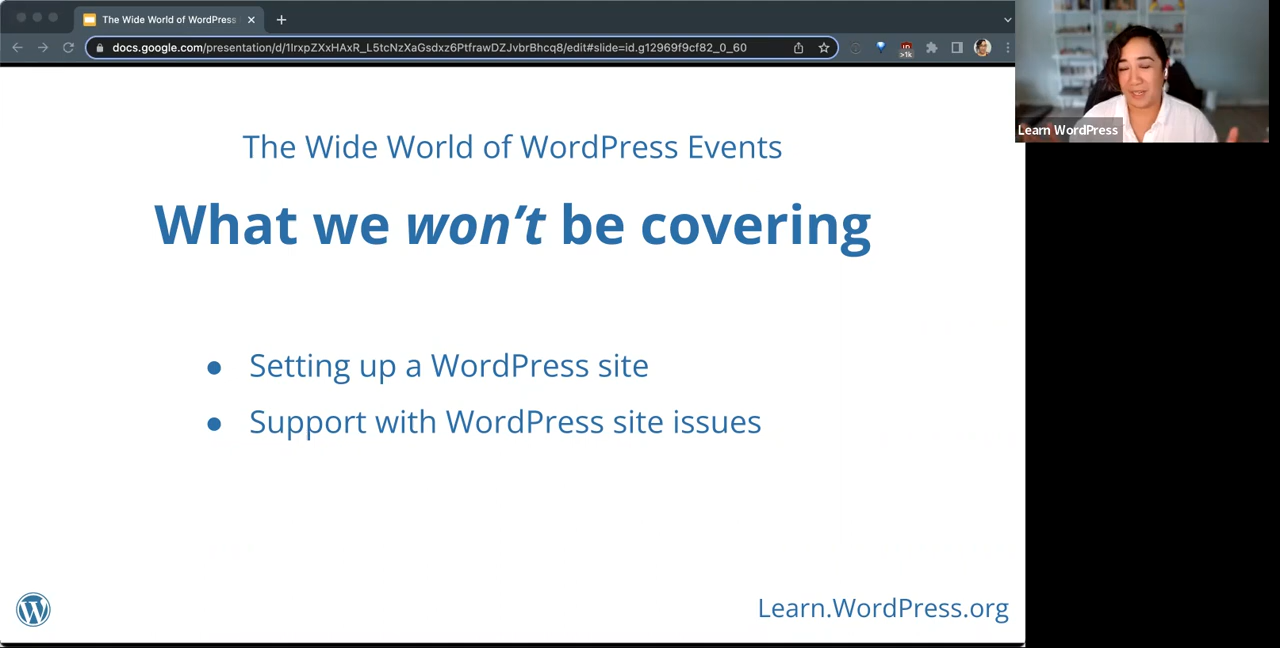 The Wide World of WordPress
docs.google.com/presentation/d/1IrxpZXxHAxR_L5tcNzXaGsdxz6PtfrawDZJvbrBhcq8/edit#slide=id.g12969f9cf82_0_60
>1k
Learn WordPress
The Wide World of WordPress Events
What we won't be covering
● Setting up a WordPress site
● Support with WordPress site issues
Learn.WordPress.org